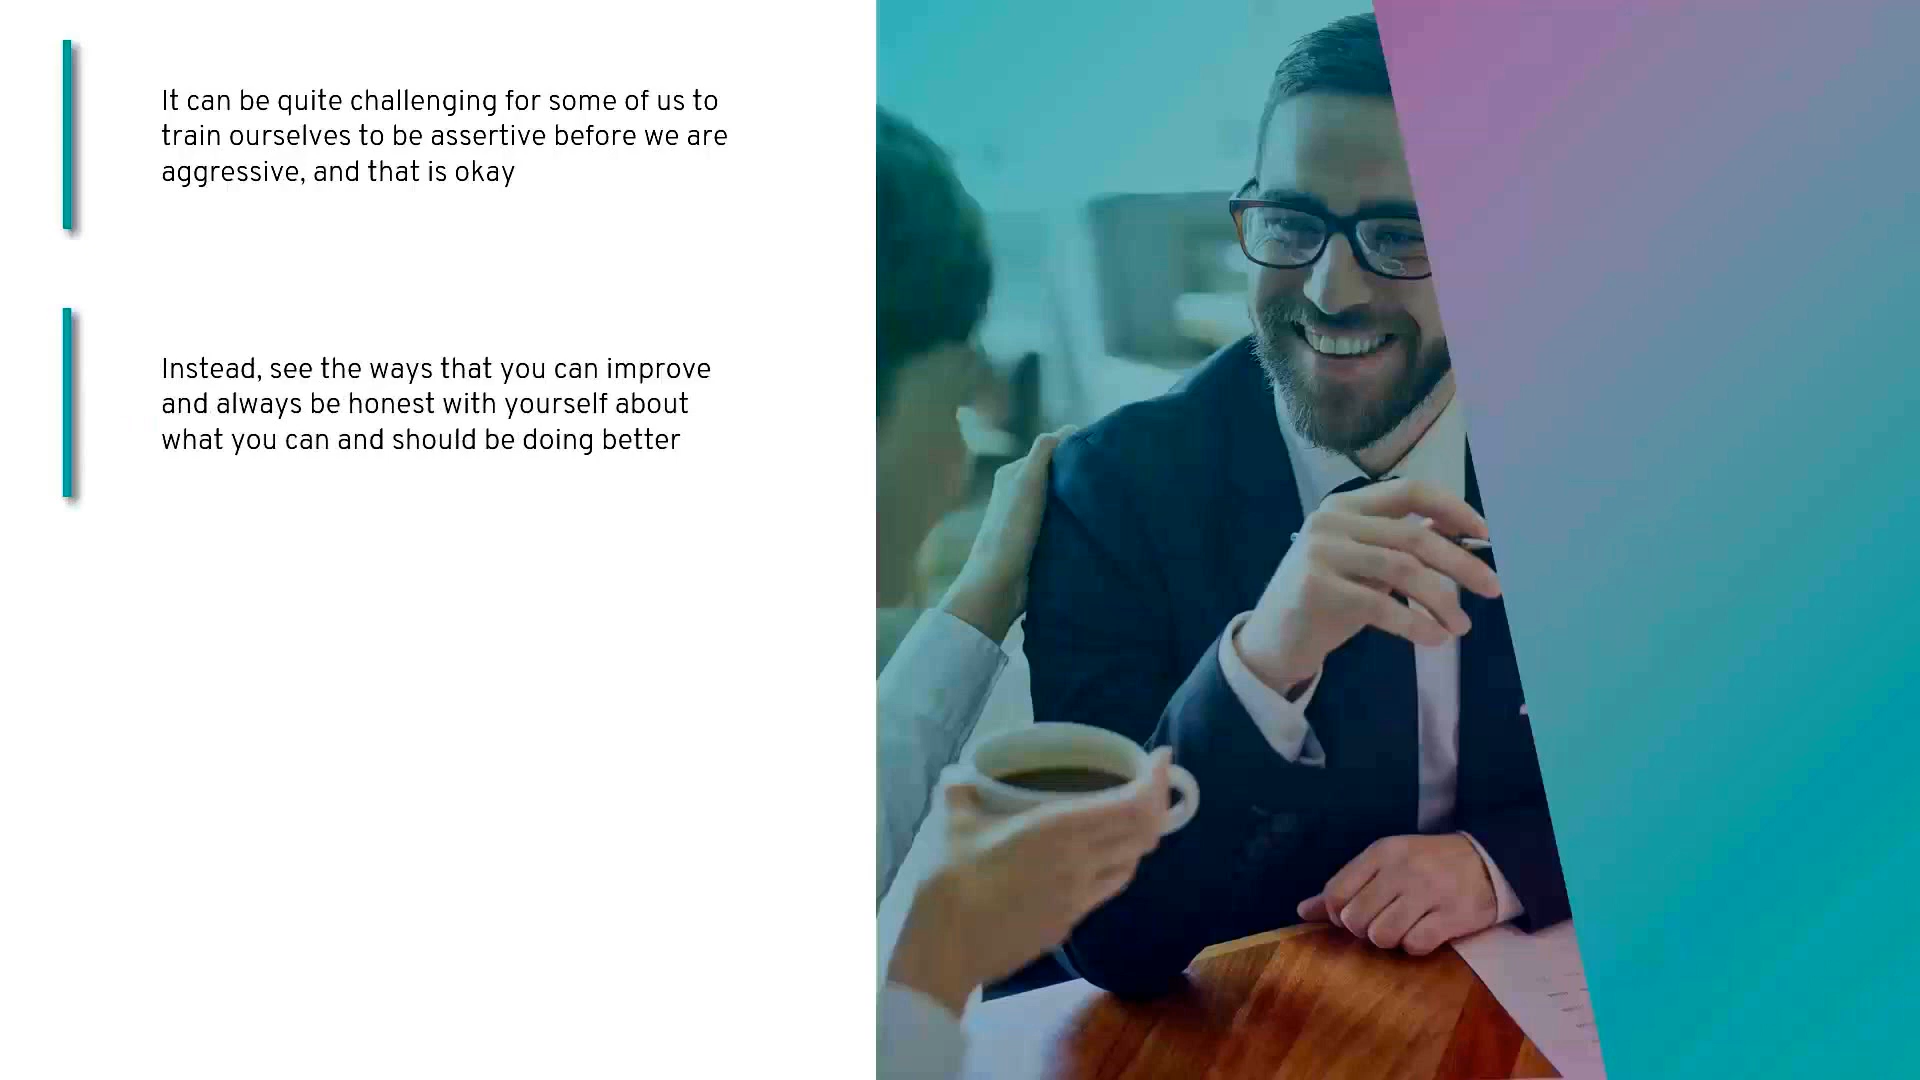 It can be quite challenging for some of us to
train ourselves to be assertive before we are
aggressive, and that is okay
Instead, see the ways that you can improve
and always be honest with yourself about
what you can and should be doing better